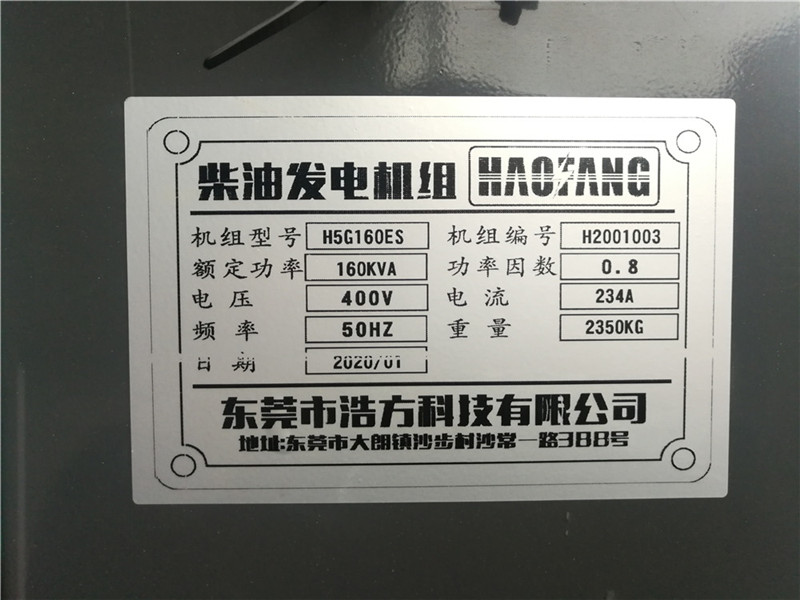 柴油发电机组 HAOFANG
机组型号 H5G160ES 机组编号 H2001003
额定功率 160KVA 功率因数 0.8
电压 400V 电流 234A
频率 50HZ 重量 2350KG
日期 2020/01
东莞市浩方科技有限公司
地址:东莞市大朗镇沙步村沙常一路388号